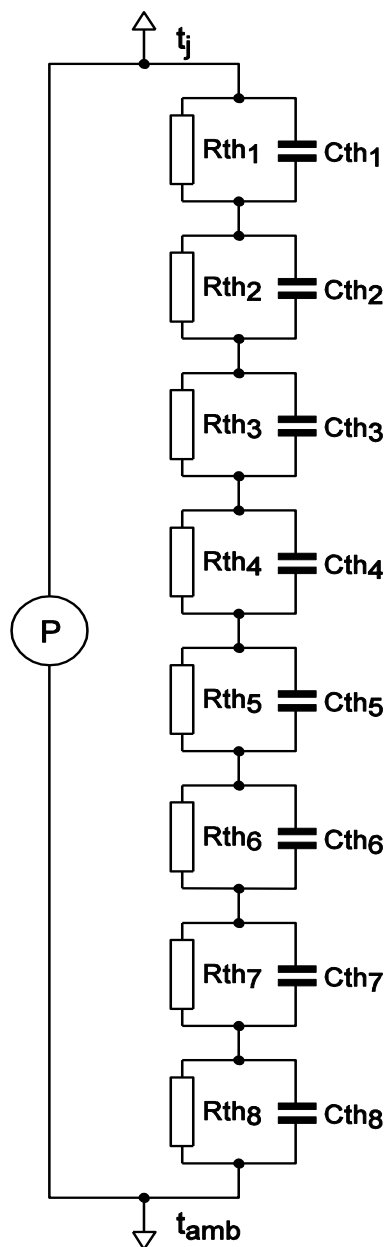 tj
Rth1 Cth1
Rth2 Cth2
Rth3 Cth3
Rth4 Cth4
P
Rth5 Cth5
Rth6 Cth6
Rth7 Cth7
Rth8 Cth8
tamb